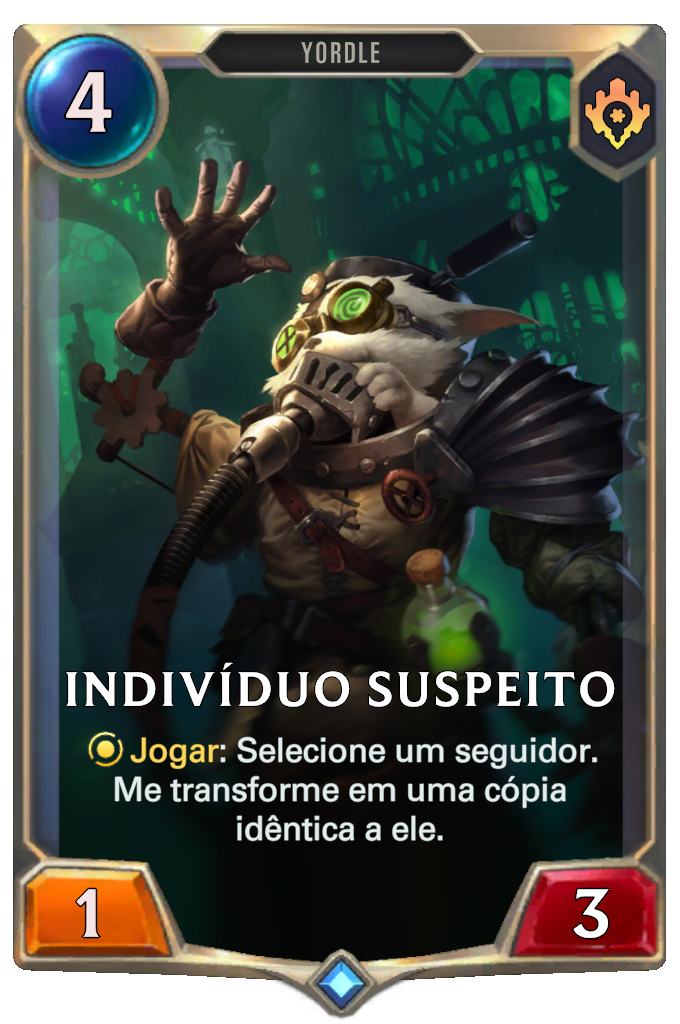 YORDLE
4
INDIVÍDUO SUSPEITO
Jogar: Selecione um seguidor.
Me transforme em uma cópia
idêntica a ele.
1
3